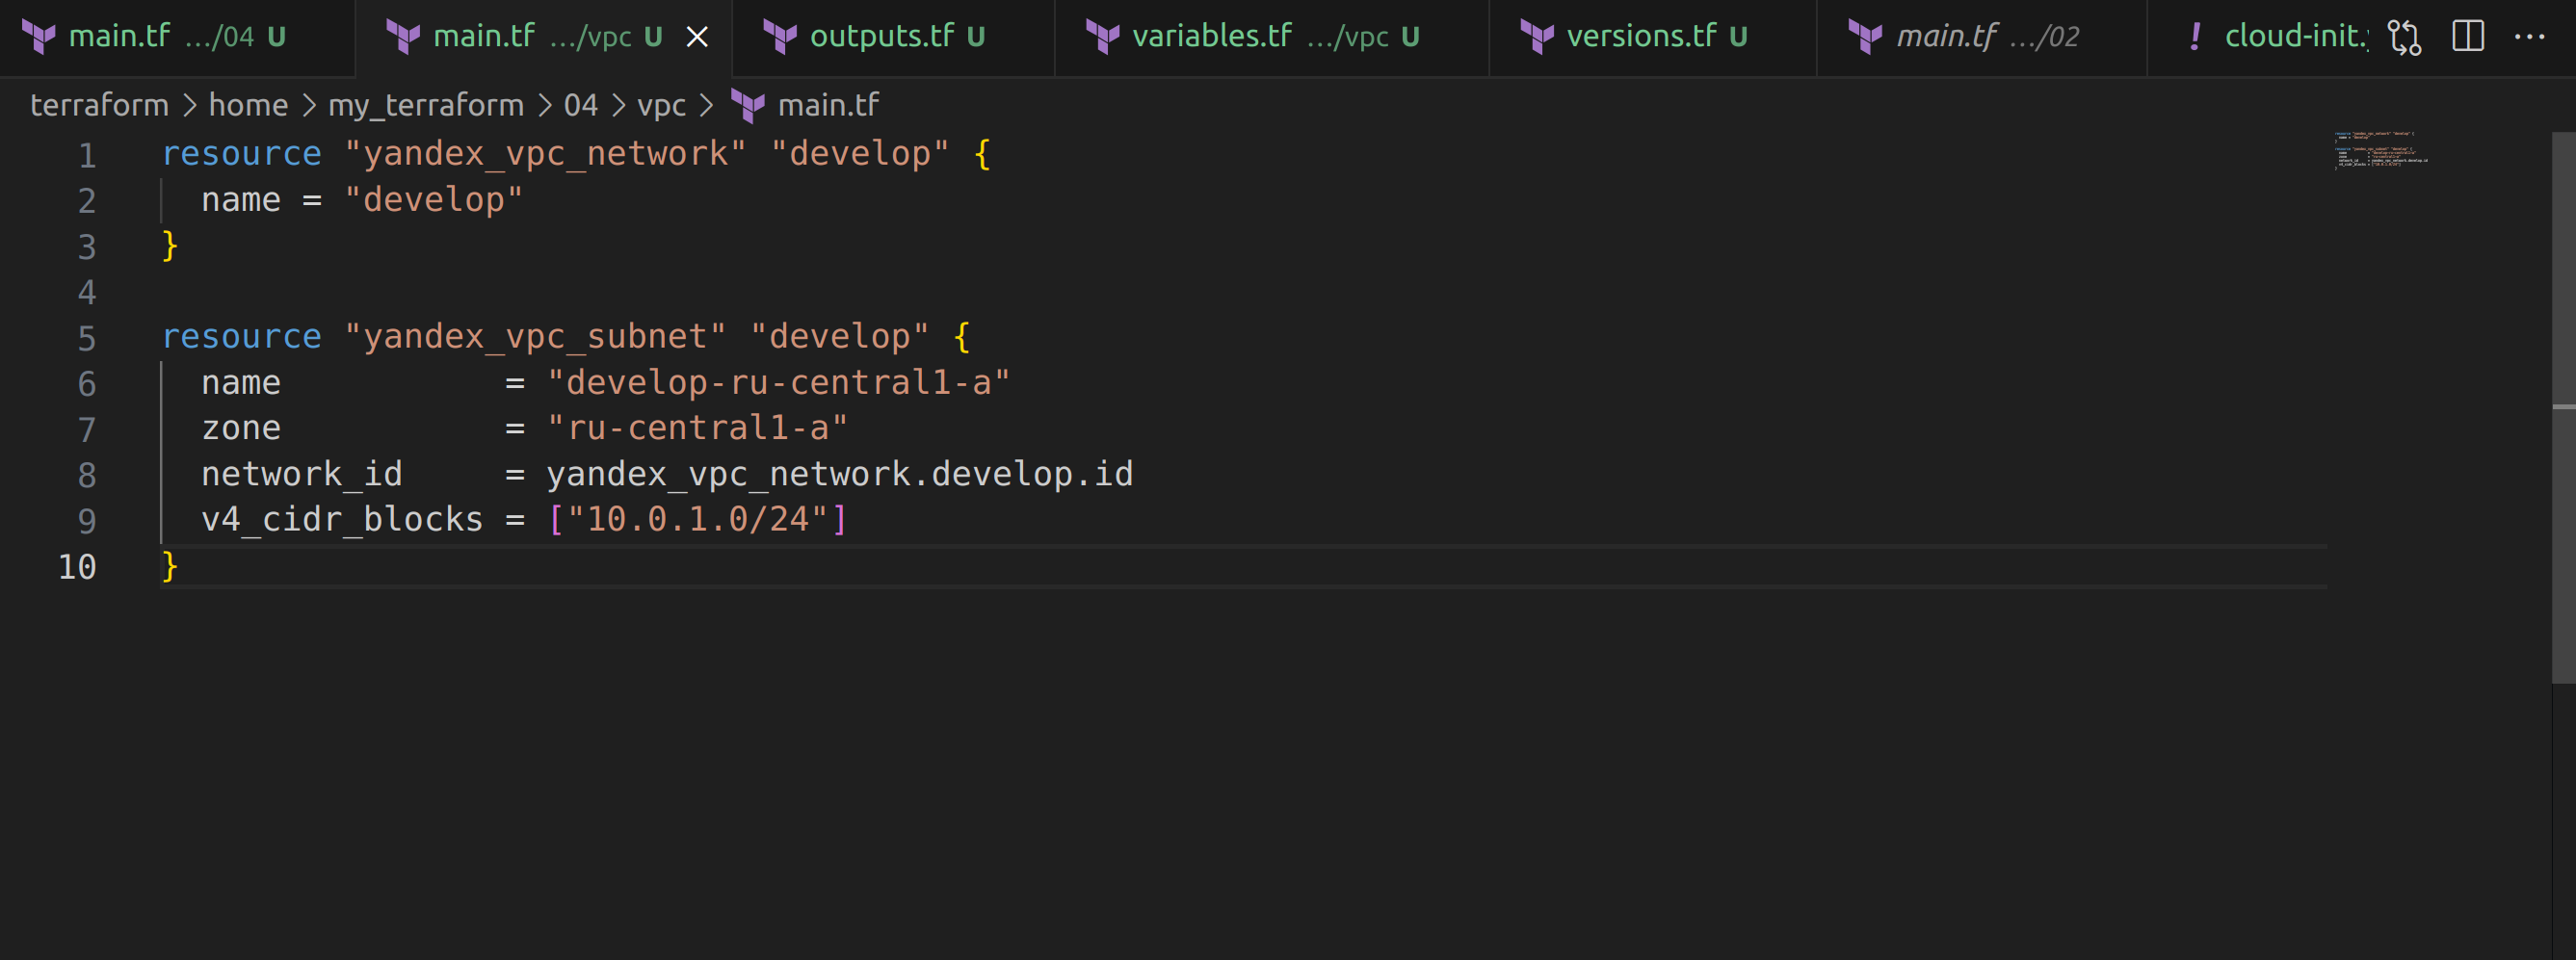 main.tf .../04 U main.tf .../vpc U outputs.tf U variables.tf .../vpc U versions.tf U main.tf .../02 ! cloud-init.
terraform > home > my_terraform > 04 > vpc > main.tf
1 resource "yandex_vpc_network" "develop" {
2 name = "develop"
3 }
4
5 resource "yandex_vpc_subnet" "develop" {
6 name = "develop-ru-central1-a"
7 zone = "ru-central1-a"
8 network_id = yandex_vpc_network.develop.id
9 v4_cidr_blocks = ["10.0.1.0/24"]
10 }